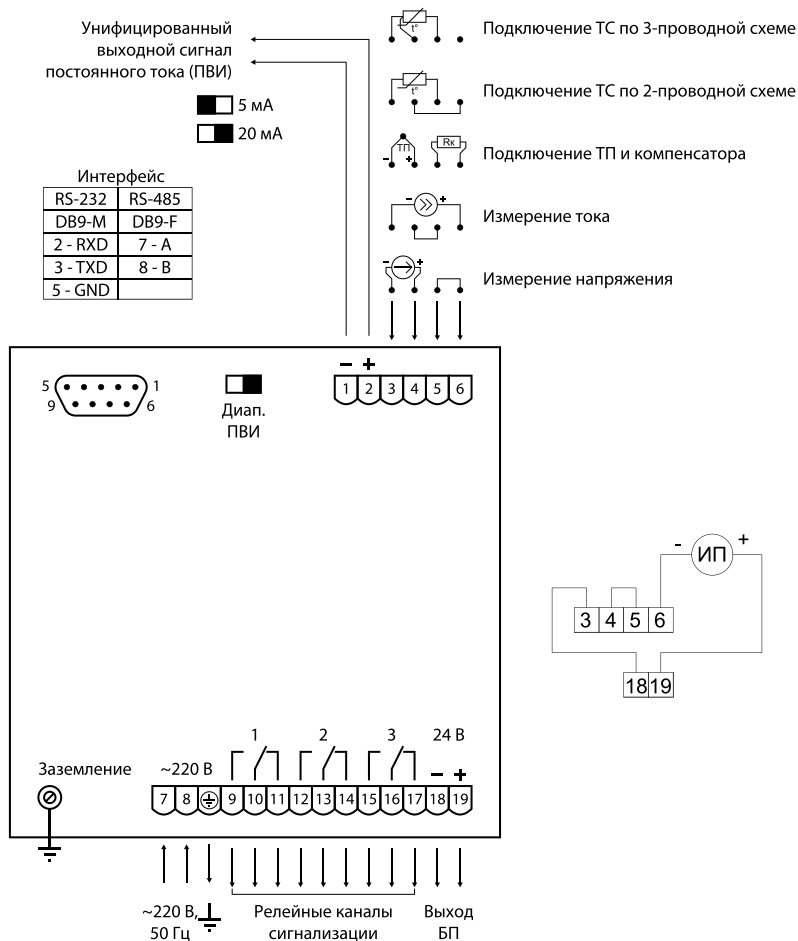 Унифицированный
выходной сигнал
постоянного тока (ПВИ)
5 мА
20 мА
Интерфейс
RS-232 RS-485
DB9-M DB9-F
2 - RXD 7 - A
3 - TXD 8 - B
5 - GND
t°
Подключение ТС по 3-проводной схеме
t°
Подключение ТС по 2-проводной схеме
- ТП + Rк
Подключение ТП и компенсатора
- +
Измерение тока
- +
Измерение напряжения
5 1
9 6
Диап.
ПВИ
− +
1 2 3 4 5 6
- ИП +
3 4 5 6
18 19
Заземление
~220 В
1 2 3 24 В
− +
7 8 9 10 11 12 13 14 15 16 17 18 19
~220 В,
50 Гц
Релейные каналы
сигнализации
Выход
БП